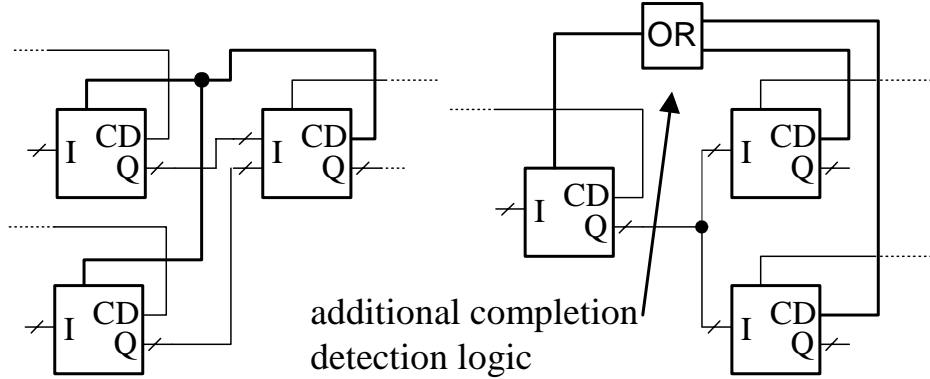 OR
CD
I
Q
CD
I
Q
CD
I
Q
CD
I
Q
CD
I
Q
CD
I
Q
additional completion
detection logic